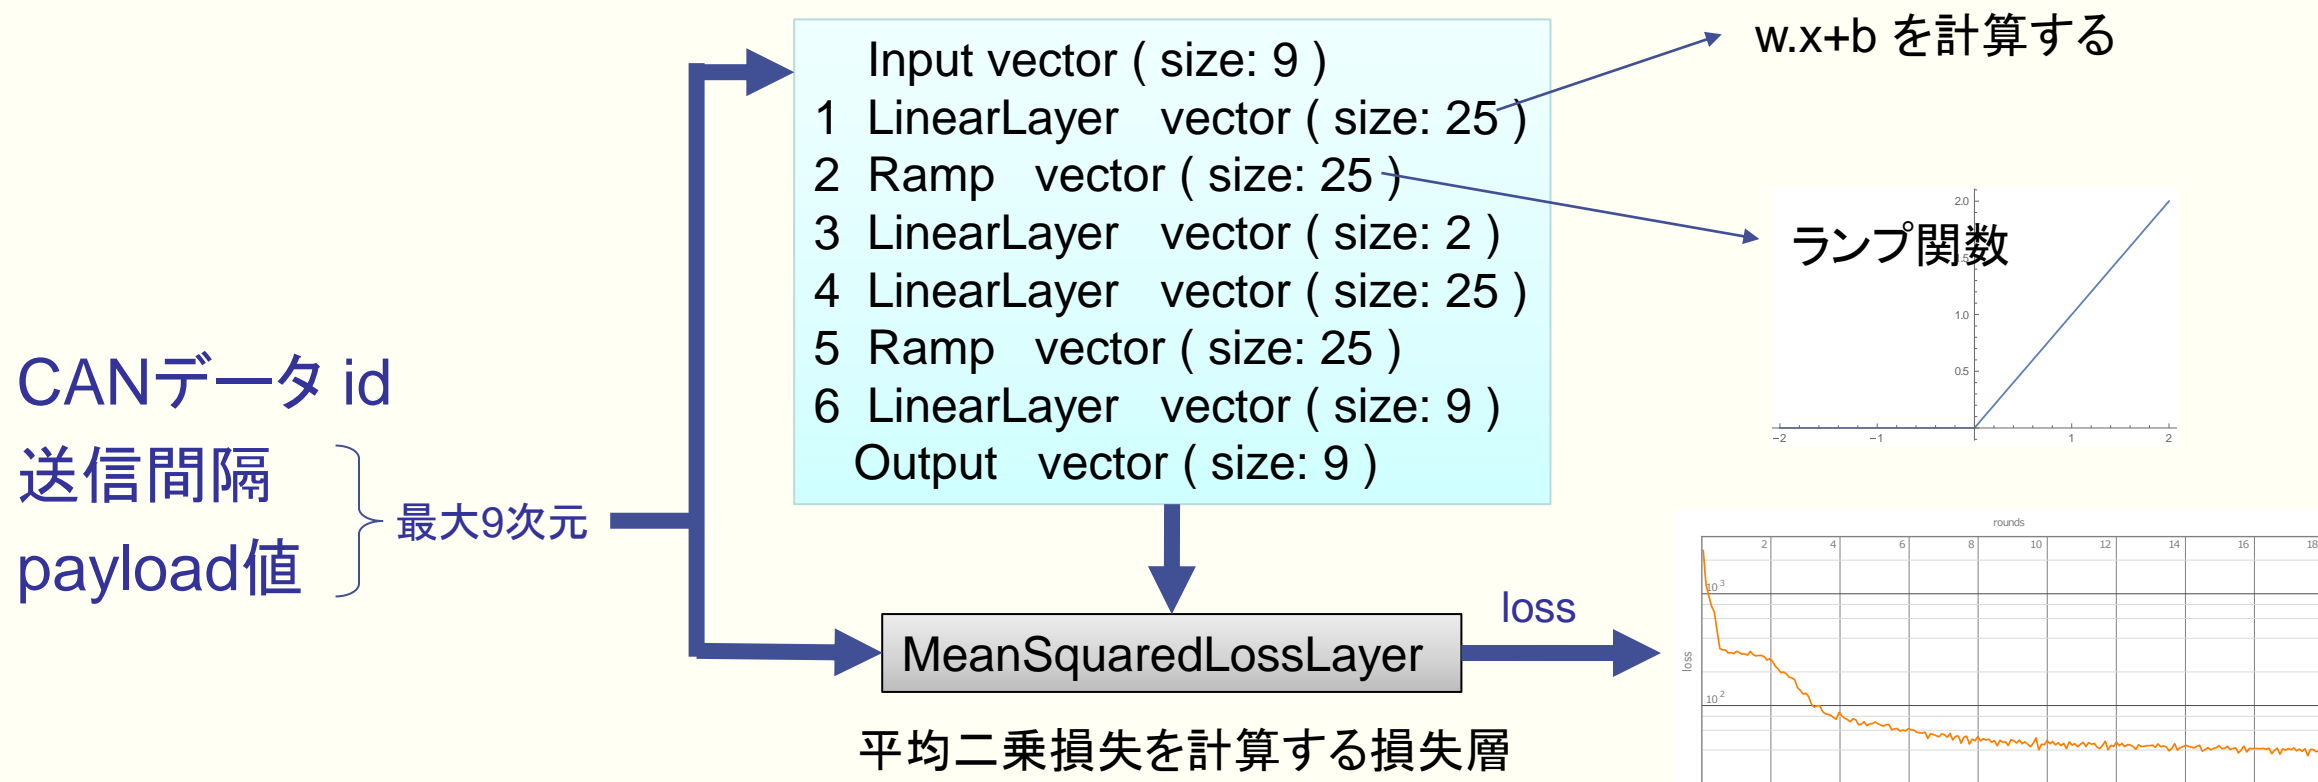 CANデータ id
送信間隔
payload値
最大9次元
Input vector ( size: 9 )
1 LinearLayer vector ( size: 25 )
2 Ramp vector ( size: 25 )
3 LinearLayer vector ( size: 2 )
4 LinearLayer vector ( size: 25 )
5 Ramp vector ( size: 25 )
6 LinearLayer vector ( size: 9 )
Output vector ( size: 9 )
w.x+b を計算する
ランプ関数
2.0
1.0
0.5
−2 −1 1 2
MeanSquaredLossLayer
平均二乗損失を計算する損失層
loss
rounds
2 4 6 8 10 12 14 16 18
10³
10²
loss